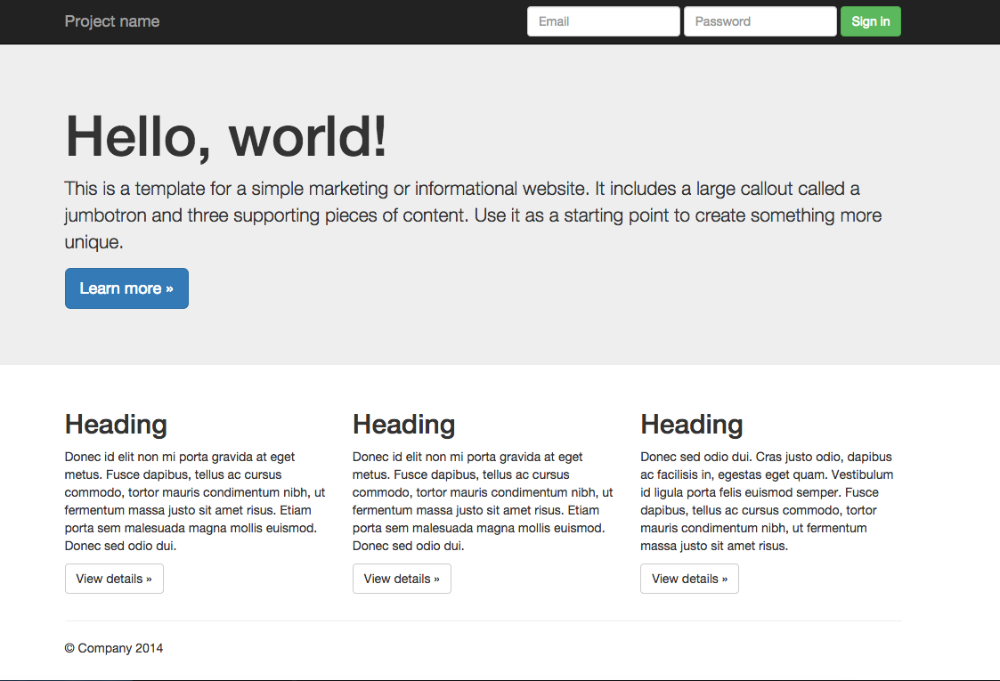 Project name Email Password Sign in
Hello, world!
This is a template for a simple marketing or informational website. It includes a large callout called a
jumbotron and three supporting pieces of content. Use it as a starting point to create something more
unique.
Learn more »
Heading
Donec id elit non mi porta gravida at eget
metus. Fusce dapibus, tellus ac cursus
commodo, tortor mauris condimentum nibh, ut
fermentum massa justo sit amet risus. Etiam
porta sem malesuada magna mollis euismod.
Donec sed odio dui.
View details »
Heading
Donec id elit non mi porta gravida at eget
metus. Fusce dapibus, tellus ac cursus
commodo, tortor mauris condimentum nibh, ut
fermentum massa justo sit amet risus. Etiam
porta sem malesuada magna mollis euismod.
Donec sed odio dui.
View details »
Heading
Donec sed odio dui. Cras justo odio, dapibus
ac facilisis in, egestas eget quam. Vestibulum
id ligula porta felis euismod semper. Fusce
dapibus, tellus ac cursus commodo, tortor
mauris condimentum nibh, ut fermentum
massa justo sit amet risus.
View details »
© Company 2014